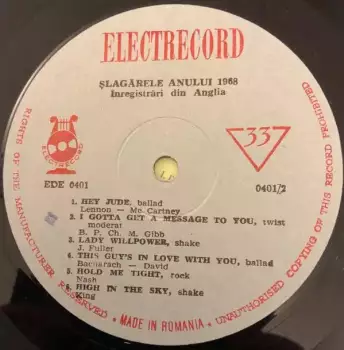 ELECTRECORD
ȘLAGĂRELE ANULUI 1968
Inregistrări din Anglia
ELECTRECORD
33
EDE 0401
0401/2
1. HEY JUDE, ballad
Lennon - Mc. Cartney
2. I GOTTA GET A MESSAGE TO YOU, twist
moderat
B. P. Ch. M. Gibb
3. LADY WILLPOWER, shake
J. Fuller
4. THIS GUY'S IN LOVE WITH YOU, ballad
Bacharach - David
5. HOLD ME TIGHT, rock
Nash
6. HIGH IN THE SKY, shake
King
RIGHTS OF THE MANUFACTURER RESERVED • MADE IN ROMANIA • UNAUTHORISED COPYING OF THIS RECORD PROHIBITED